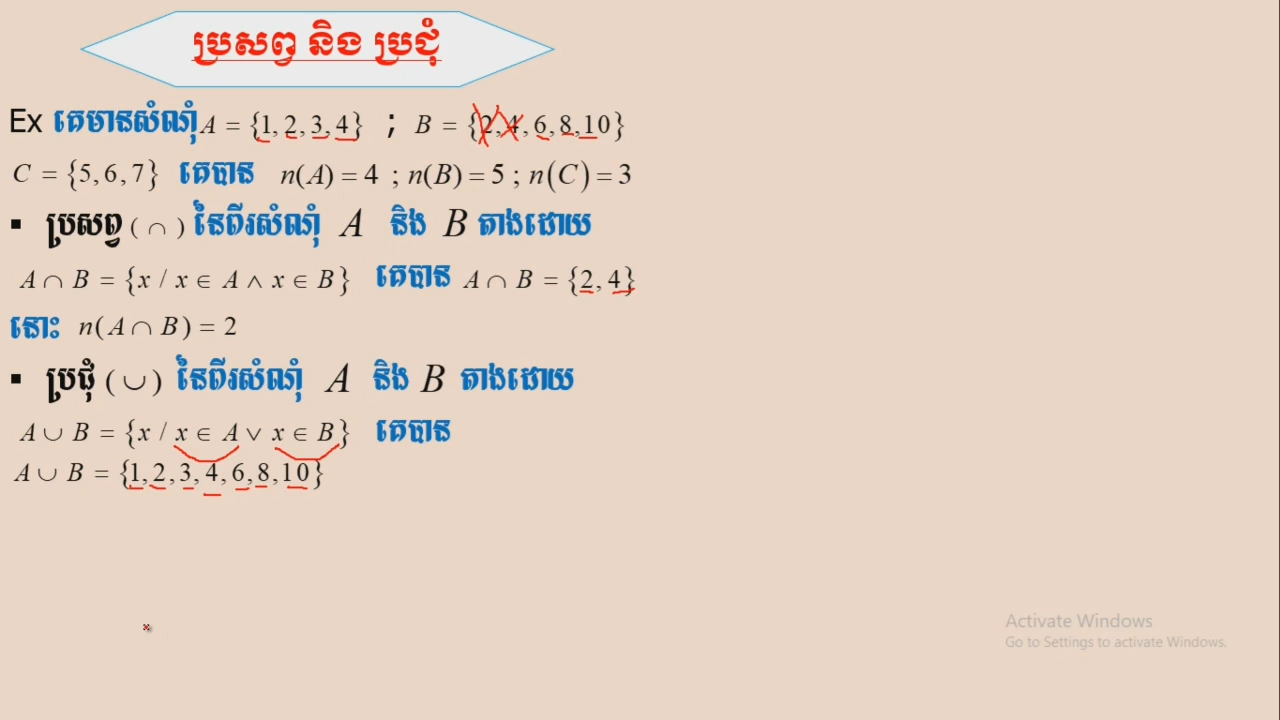 ប្រសព្វ និង ប្រជុំ
Ex គេមានសំណុំ A = {1, 2, 3, 4} ; B = {2, 4, 6, 8, 10}
C = {5, 6, 7} គេបាន n(A) = 4 ; n(B) = 5 ; n(C) = 3
▪ ប្រសព្វ ( ∩ ) នៃពីរសំណុំ A និង B តាងដោយ
A ∩ B = {x / x ∈ A ∧ x ∈ B} គេបាន A ∩ B = {2, 4}
នោះ n(A ∩ B) = 2
▪ ប្រជុំ ( ∪ ) នៃពីរសំណុំ A និង B តាងដោយ
A ∪ B = {x / x ∈ A ∨ x ∈ B} គេបាន
A ∪ B = {1, 2, 3, 4, 6, 8, 10}
Activate Windows
Go to Settings to activate Windows.